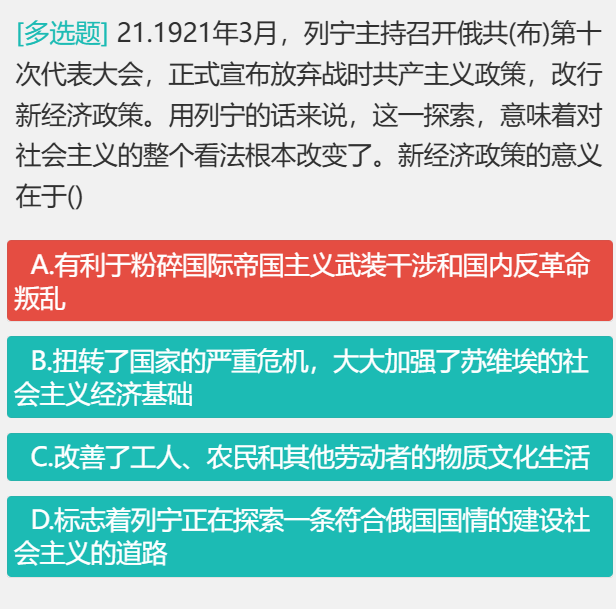 [多选题] 21.1921年3月，列宁主持召开俄共(布)第十
次代表大会，正式宣布放弃战时共产主义政策，改行
新经济政策。用列宁的话来说，这一探索，意味着对
社会主义的整个看法根本改变了。新经济政策的意义
在于()
A.有利于粉碎国际帝国主义武装干涉和国内反革命
叛乱
B.扭转了国家的严重危机，大大加强了苏维埃的社
会主义经济基础
C.改善了工人、农民和其他劳动者的物质文化生活
D.标志着列宁正在探索一条符合俄国国情的建设社
会主义的道路